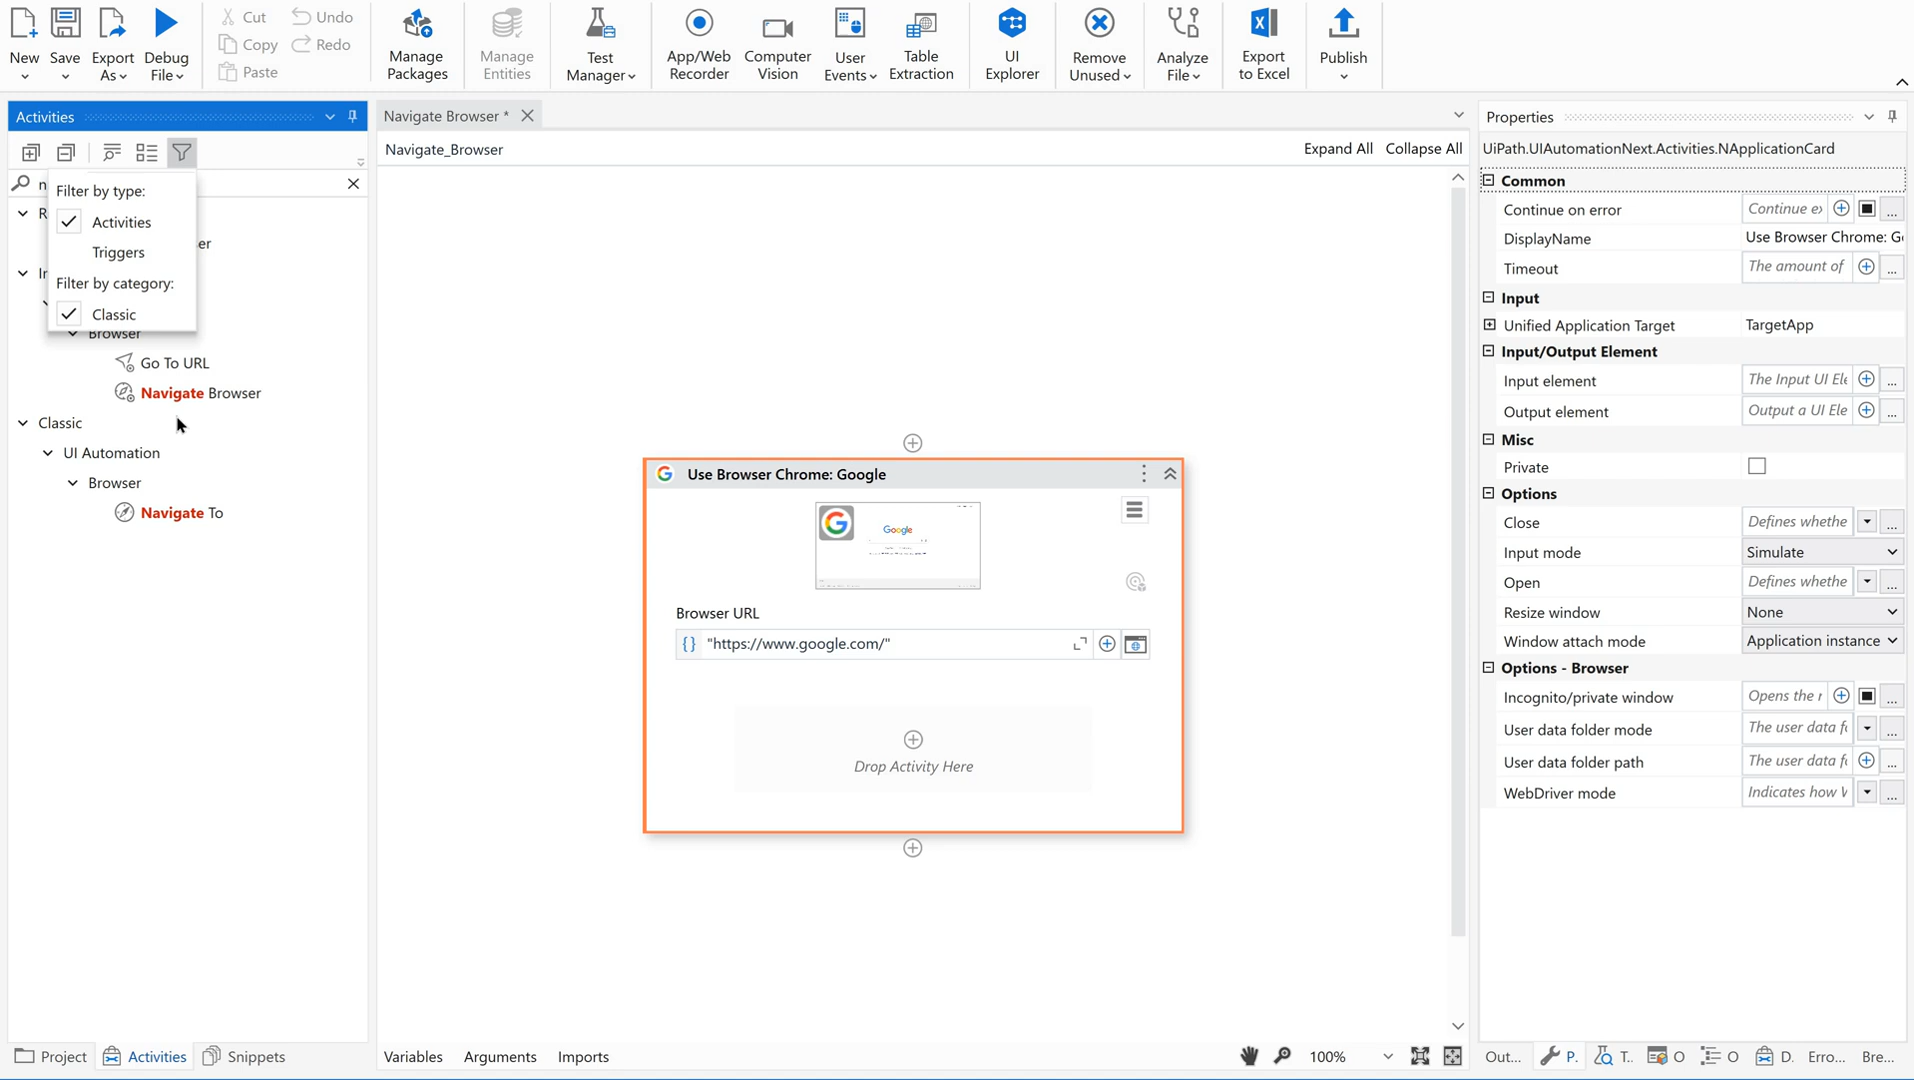 New Save Export As Debug File
Cut Copy Paste Undo Redo
Manage Packages
Manage Entities
Test Manager
App/Web Recorder
Computer Vision
User Events
Table Extraction
UI Explorer
Remove Unused
Analyze File
Export to Excel
Publish
Activities
n
Filter by type:
Activities
Triggers
Filter by category:
Classic
R
er
Browser
Go To URL
Navigate Browser
Classic
UI Automation
Browser
Navigate To
Project Activities Snippets
Navigate Browser *
Navigate_Browser Expand All Collapse All
Use Browser Chrome: Google
Google
Browser URL
{} "https://www.google.com/"
Drop Activity Here
Variables Arguments Imports 100%
Properties
UiPath.UIAutomationNext.Activities.NApplicationCard
Common
Continue on error Continue ex ...
DisplayName Use Browser Chrome: G
Timeout The amount of ...
Input
Unified Application Target TargetApp
Input/Output Element
Input element The Input UI Ele ...
Output element Output a UI Ele ...
Misc
Private
Options
Close Defines whethe ...
Input mode Simulate
Open Defines whethe ...
Resize window None
Window attach mode Application instance
Options - Browser
Incognito/private window Opens the r ...
User data folder mode The user data f ...
User data folder path The user data f ...
WebDriver mode Indicates how ...
Out... P. T.. O O D. Erro... Bre...